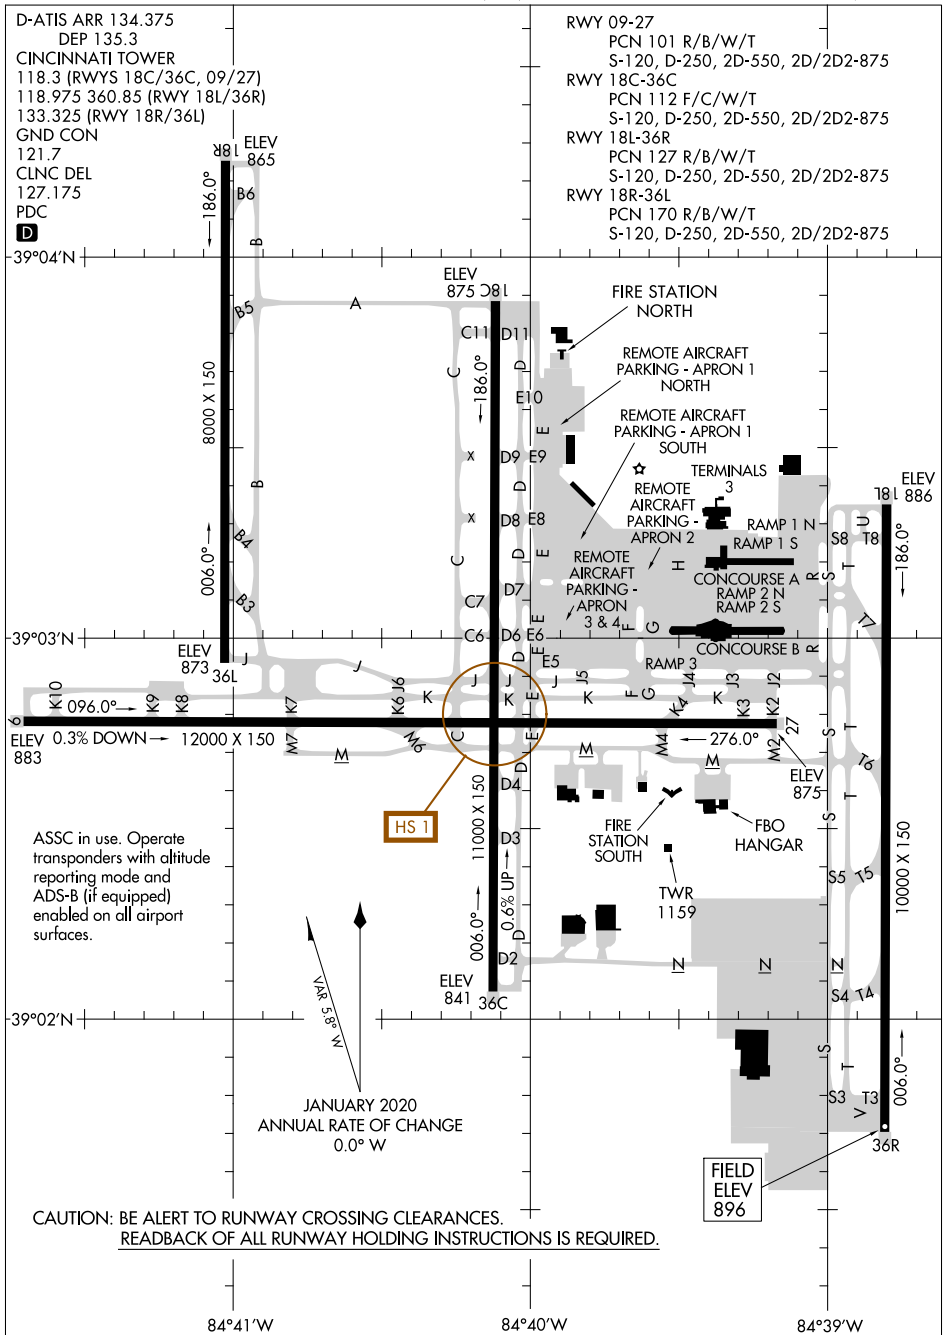 D-ATIS ARR 134.375
DEP 135.3
CINCINNATI TOWER
118.3 (RWYS 18C/36C, 09/27)
118.975 360.85 (RWY 18L/36R)
133.325 (RWY 18R/36L)
GND CON
121.7
CLNC DEL
127.175
PDC
D
RWY 09-27
PCN 101 R/B/W/T
S-120, D-250, 2D-550, 2D/2D2-875
RWY 18C-36C
PCN 112 F/C/W/T
S-120, D-250, 2D-550, 2D/2D2-875
RWY 18L-36R
PCN 127 R/B/W/T
S-120, D-250, 2D-550, 2D/2D2-875
RWY 18R-36L
PCN 170 R/B/W/T
S-120, D-250, 2D-550, 2D/2D2-875
18R
ELEV
865
186.0°
B6
B
39°04'N
ELEV
875
18C
A
B5
C11
D11
FIRE STATION
NORTH
REMOTE AIRCRAFT
PARKING - APRON 1
NORTH
C
186.0°
D
E10
8000 X 150
REMOTE AIRCRAFT
PARKING - APRON 1
SOUTH
E
X
D9
E9
B
D
TERMINALS
3
REMOTE
AIRCRAFT
PARKING -
APRON 2
ELEV
886
18L
X
D8
E8
RAMP 1 N
U
S8
T8
B4
006.0°
C
D
E
REMOTE
AIRCRAFT
PARKING -
APRON
3 & 4
H
RAMP 1 S
CONCOURSE A
RAMP 2 N
RAMP 2 S
R
S
T
186.0°
B3
C7
D7
E
F
G
T7
39°03'N
C6
D6
E6
CONCOURSE B
R
ELEV
873
36L
J
J
D
E
E5
RAMP 3
J6
J
J
J
J5
F
G
J4
J3
J2
K10
K9
K8
K7
K6
K
K
E
K
K4
K
K3
K2
096.0°
9
27
ELEV
883
0.3% DOWN
12000 X 150
M7
M
M6
C
E
M
M4
276.0°
M
M2
S
T
T6
D
ELEV
875
HS 1
D4
11000 X 150
FIRE
STATION
SOUTH
FBO
HANGAR
T
S
ASSC in use. Operate
transponders with altitude
reporting mode and
ADS-B (if equipped)
enabled on all airport
surfaces.
D3
0.6% UP
TWR
1159
S5
T5
10000 X 150
006.0°
D
D2
N
N
N
VAR 5.8° W
ELEV
841
36C
S4
T4
39°02'N
S
T
006.0°
JANUARY 2020
ANNUAL RATE OF CHANGE
0.0° W
S3
T3
V
36R
FIELD
ELEV
896
CAUTION: BE ALERT TO RUNWAY CROSSING CLEARANCES.
READBACK OF ALL RUNWAY HOLDING INSTRUCTIONS IS REQUIRED.
84°41'W
84°40'W
84°39'W